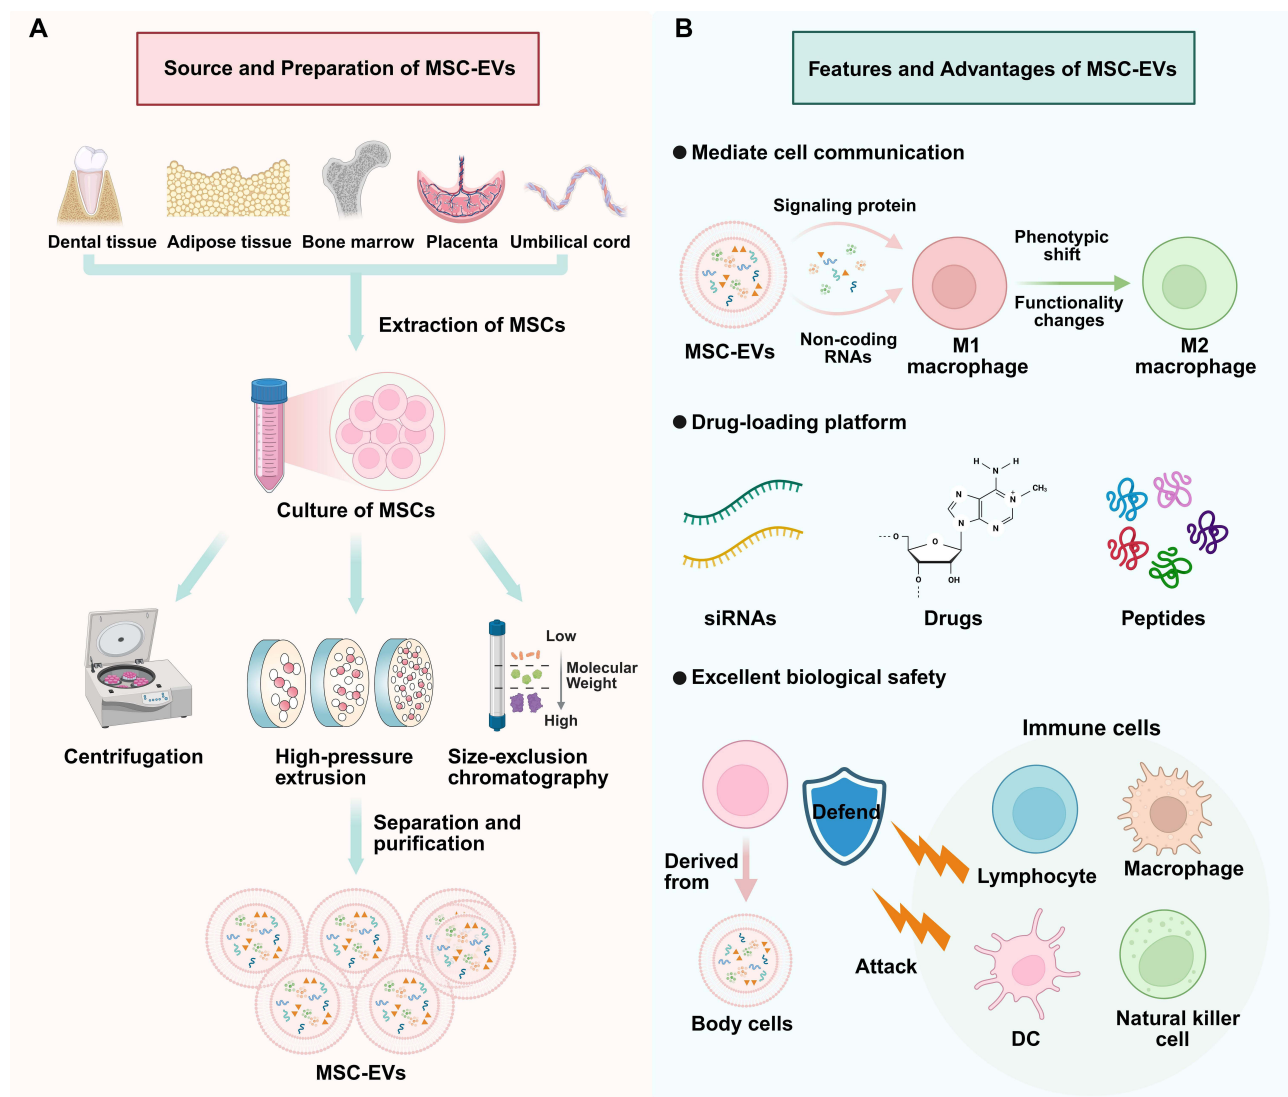 A
Source and Preparation of MSC-EVs
Dental tissue
Adipose tissue
Bone marrow
Placenta
Umbilical cord
Extraction of MSCs
Culture of MSCs
Centrifugation
High-pressure
extrusion
Low
Molecular
Weight
High
Size-exclusion
chromatography
Separation and
purification
MSC-EVs
B
Features and Advantages of MSC-EVs
● Mediate cell communication
Signaling protein
MSC-EVs
Non-coding
RNAs
M1
macrophage
Phenotypic
shift
Functionality
changes
M2
macrophage
● Drug-loading platform
siRNAs
H
H
N
N
N
N
N
+
CH₃
O
O
O
OH
Drugs
Peptides
● Excellent biological safety
Derived
from
Body cells
Defend
Attack
Immune cells
Lymphocyte
Macrophage
DC
Natural killer
cell